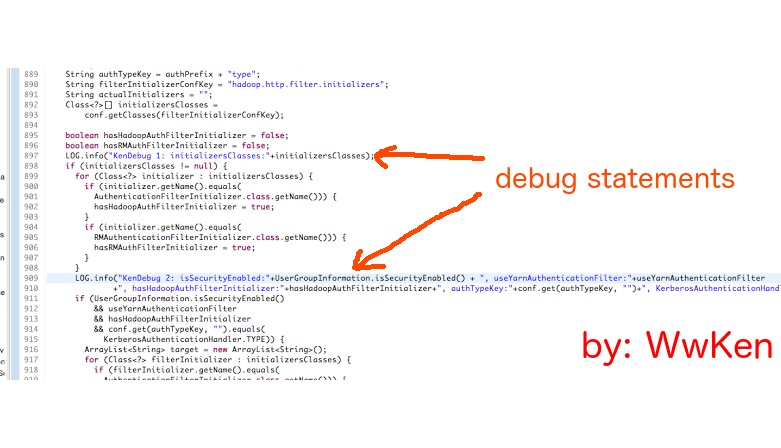 889 String authTypeKey = authPrefix + "type";
890 String filterInitializerConfKey = "hadoop.http.filter.initializers";
891 String actualInitializers = "";
892 Class<?>[] initializersClasses =
893 conf.getClasses(filterInitializerConfKey);
894
895 boolean hasHadoopAuthFilterInitializer = false;
896 boolean hasRMAuthFilterInitializer = false;
897 LOG.info("KenDebug 1: initializersClasses:"+initializersClasses);
898 if (initializersClasses != null) {
899 for (Class<?> initializer : initializersClasses) {
900 if (initializer.getName().equals(
901 AuthenticationFilterInitializer.class.getName())) {
902 hasHadoopAuthFilterInitializer = true;
903 }
904 if (initializer.getName().equals(
905 RMAuthenticationFilterInitializer.class.getName())) {
906 hasRMAuthFilterInitializer = true;
907 }
908 }
debug statements
909 LOG.info("KenDebug 2: isSecurityEnabled:"+UserGroupInformation.isSecurityEnabled() + ", useYarnAuthenticationFilter:"+useYarnAuthenticationFilter
910 +", hasHadoopAuthFilterInitializer:"+hasHadoopAuthFilterInitializer+", authTypeKey:"+conf.get(authTypeKey, "")+", KerberosAuthenticationHand
911 if (UserGroupInformation.isSecurityEnabled()
912 && useYarnAuthenticationFilter
913 && hasHadoopAuthFilterInitializer
914 && conf.get(authTypeKey, "").equals(
915 KerberosAuthenticationHandler.TYPE)) {
916 ArrayList<String> target = new ArrayList<String>();
917 for (Class<?> filterInitializer : initializersClasses) {
918 if (filterInitializer.getName().equals(
919 AuthenticationFilterInitializer.class.getName())) {
by: WwKen